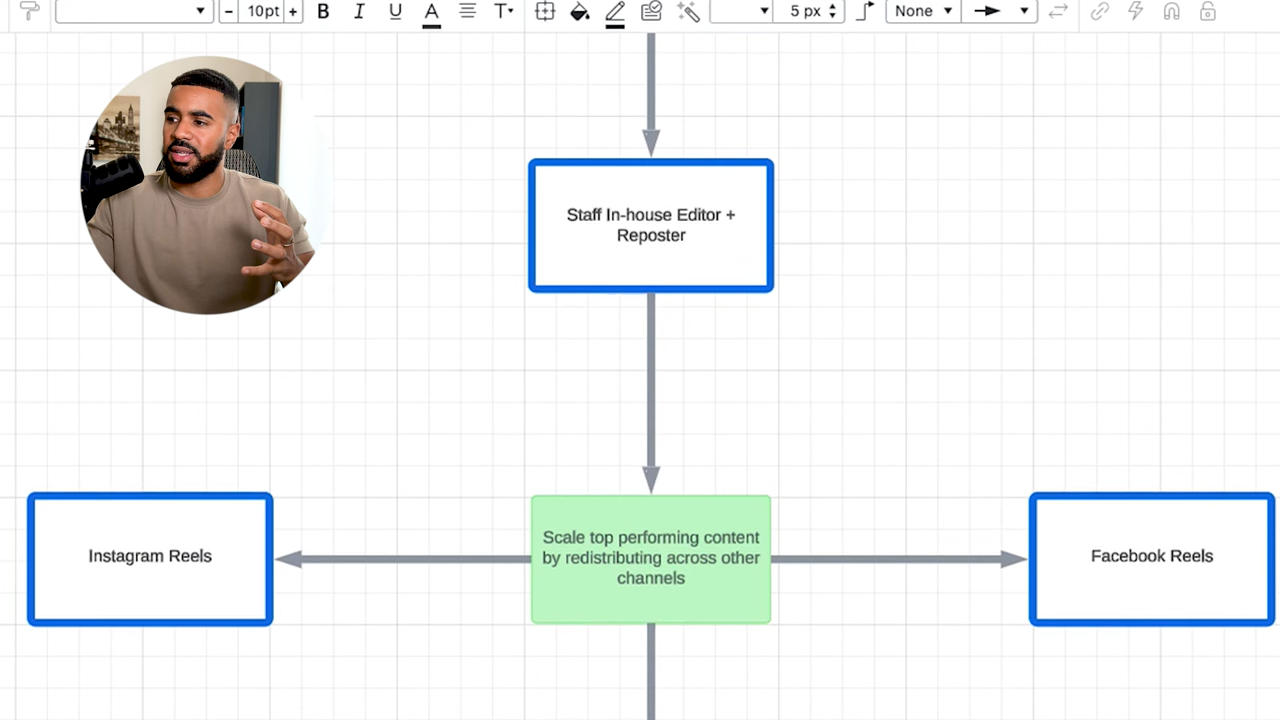 10pt
B I U A T
5 px
None
Staff In-house Editor +
Reposter
Scale top performing content
by redistributing across other
channels
Instagram Reels
Facebook Reels